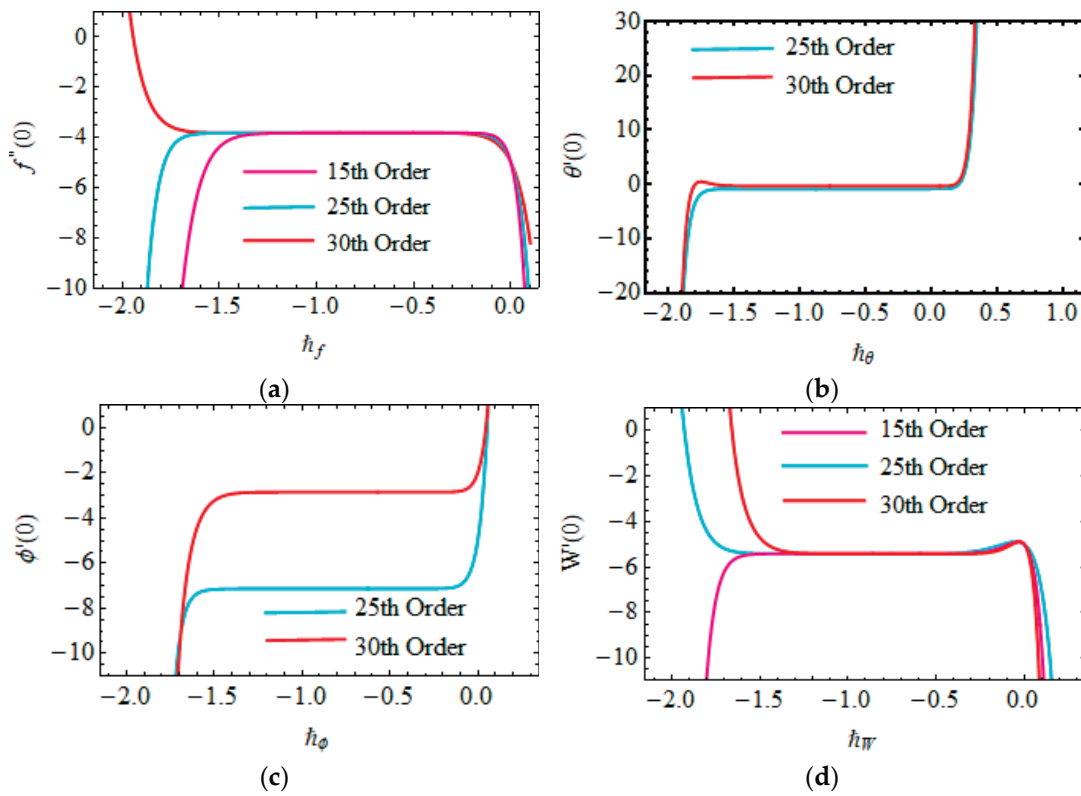 0
−2
−4
−6
−8
−10
f''(0)
15th Order
25th Order
30th Order
−2.0 −1.5 −1.0 −0.5 0.0
ℏf
(a)
30
20
10
0
−10
−20
θ'(0)
25th Order
30th Order
−2.0 −1.5 −1.0 −0.5 0.0 0.5 1.0
ℏθ
(b)
0
−2
−4
−6
−8
−10
ϕ'(0)
25th Order
30th Order
−2.0 −1.5 −1.0 −0.5 0.0
ℏϕ
(c)
0
−2
−4
−6
−8
−10
W'(0)
15th Order
25th Order
30th Order
−2.0 −1.5 −1.0 −0.5 0.0
ℏW
(d)